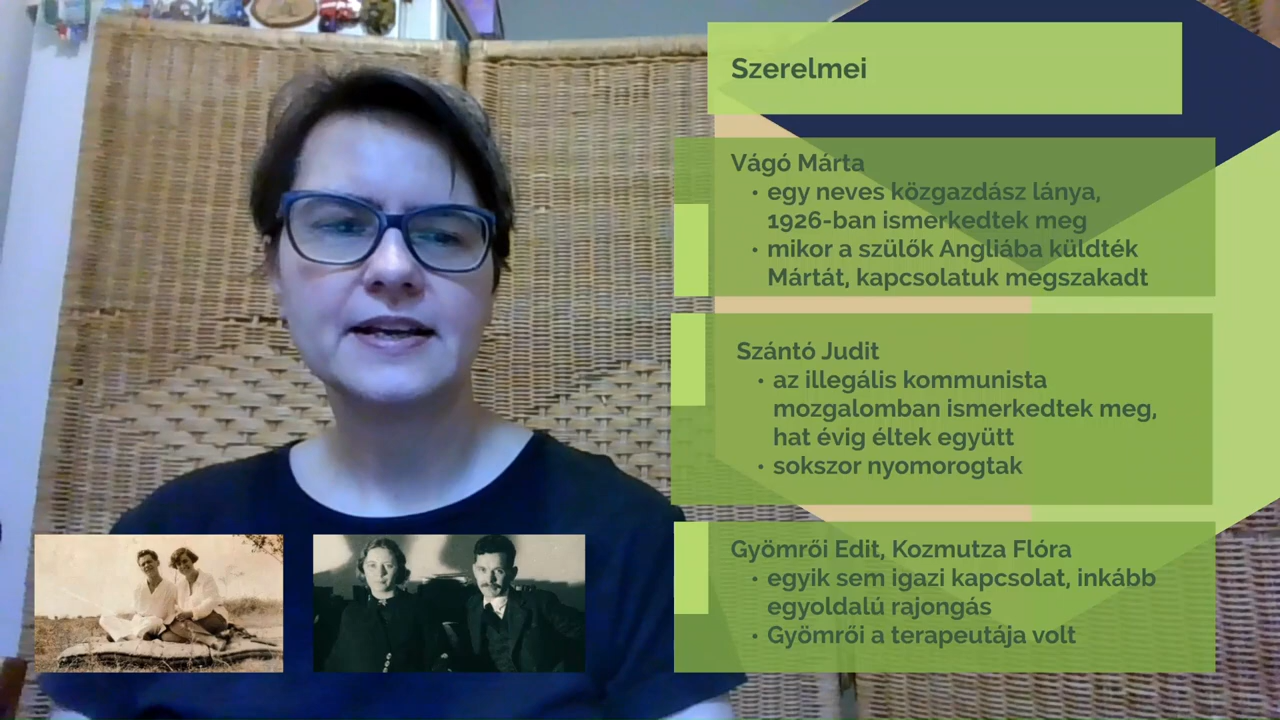 Szerelmei
Vágó Márta
• egy neves közgazdász lánya,
1926-ban ismerkedtek meg
• mikor a szülők Angliába küldték
Mártát, kapcsolatuk megszakadt
Szántó Judit
• az illegális kommunista
mozgalomban ismerkedtek meg,
hat évig éltek együtt
• sokszor nyomorogtak
Gyömrői Edit, Kozmutza Flóra
• egyik sem igazi kapcsolat, inkább
egyoldalú rajongás
• Gyömrői a terapeutája volt